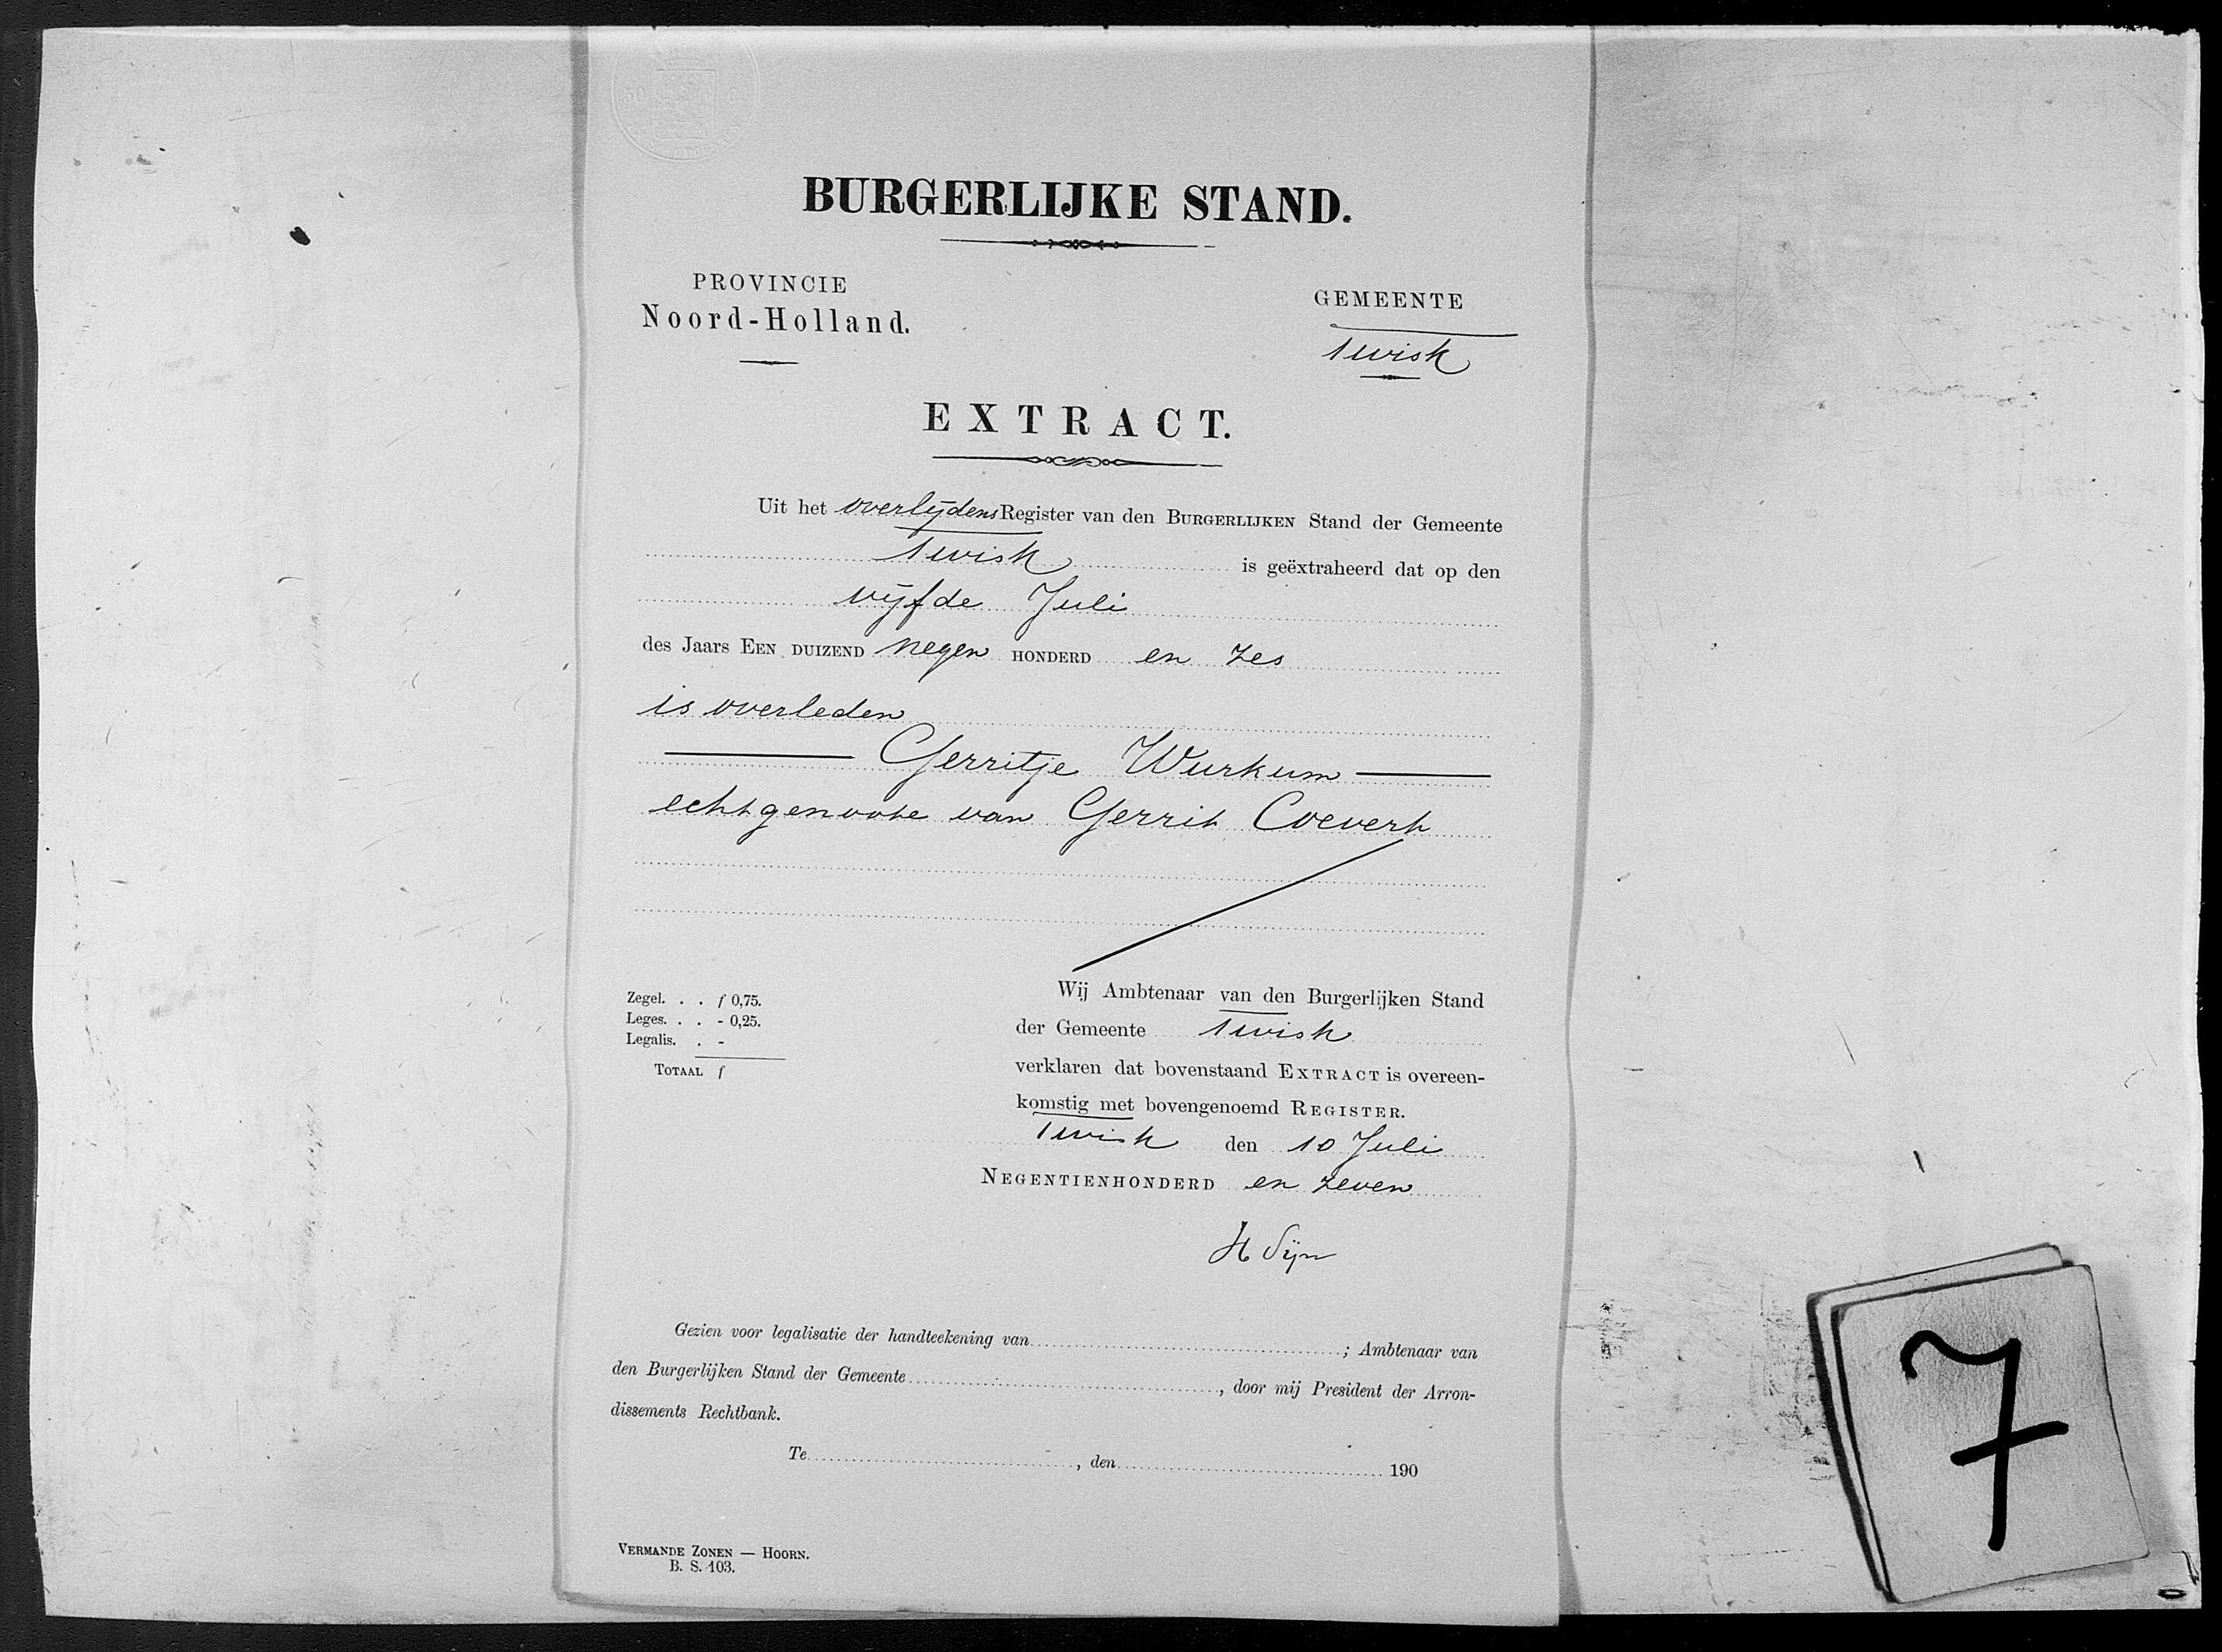 BURGERLIJKE STAND.
PROVINCIE
Noord-Holland.
GEMEENTE
Twisk
EXTRACT.
Uit het overlijdens Register van den BURGERLIJKEN Stand der Gemeente
Twisk is geëxtraheerd dat op den
vijfde Juli
des Jaars EEN DUIZEND negen HONDERD en zes
is overleden
Gerritje Wurkum
echtgenoote van Gerrit Coevert
Zegel. . . f 0,75.
Leges. . . - 0,25.
Legalis. . -
TOTAAL f
Wij Ambtenaar van den Burgerlijken Stand
der Gemeente Twisk
verklaren dat bovenstaand EXTRACT is overeen-
komstig met bovengenoemd REGISTER.
Twisk den 10 Juli
NEGENTIENHONDERD en zeven
Gezien voor legalisatie der handteekening van ; Ambtenaar van
den Burgerlijken Stand der Gemeente , door mij President der Arron-
dissements Rechtbank.
Te , den 190
VERMANDE ZONEN — HOORN.
B. S. 103.
7